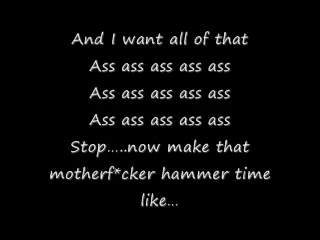 And I want all of that
Ass ass ass ass ass
Ass ass ass ass ass
Ass ass ass ass ass
Stop.....now make that
motherf*cker hammer time
like...